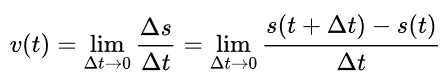 v(t) = lim_{Δt→0} Δs/Δt = lim_{Δt→0} (s(t + Δt) − s(t))/Δt